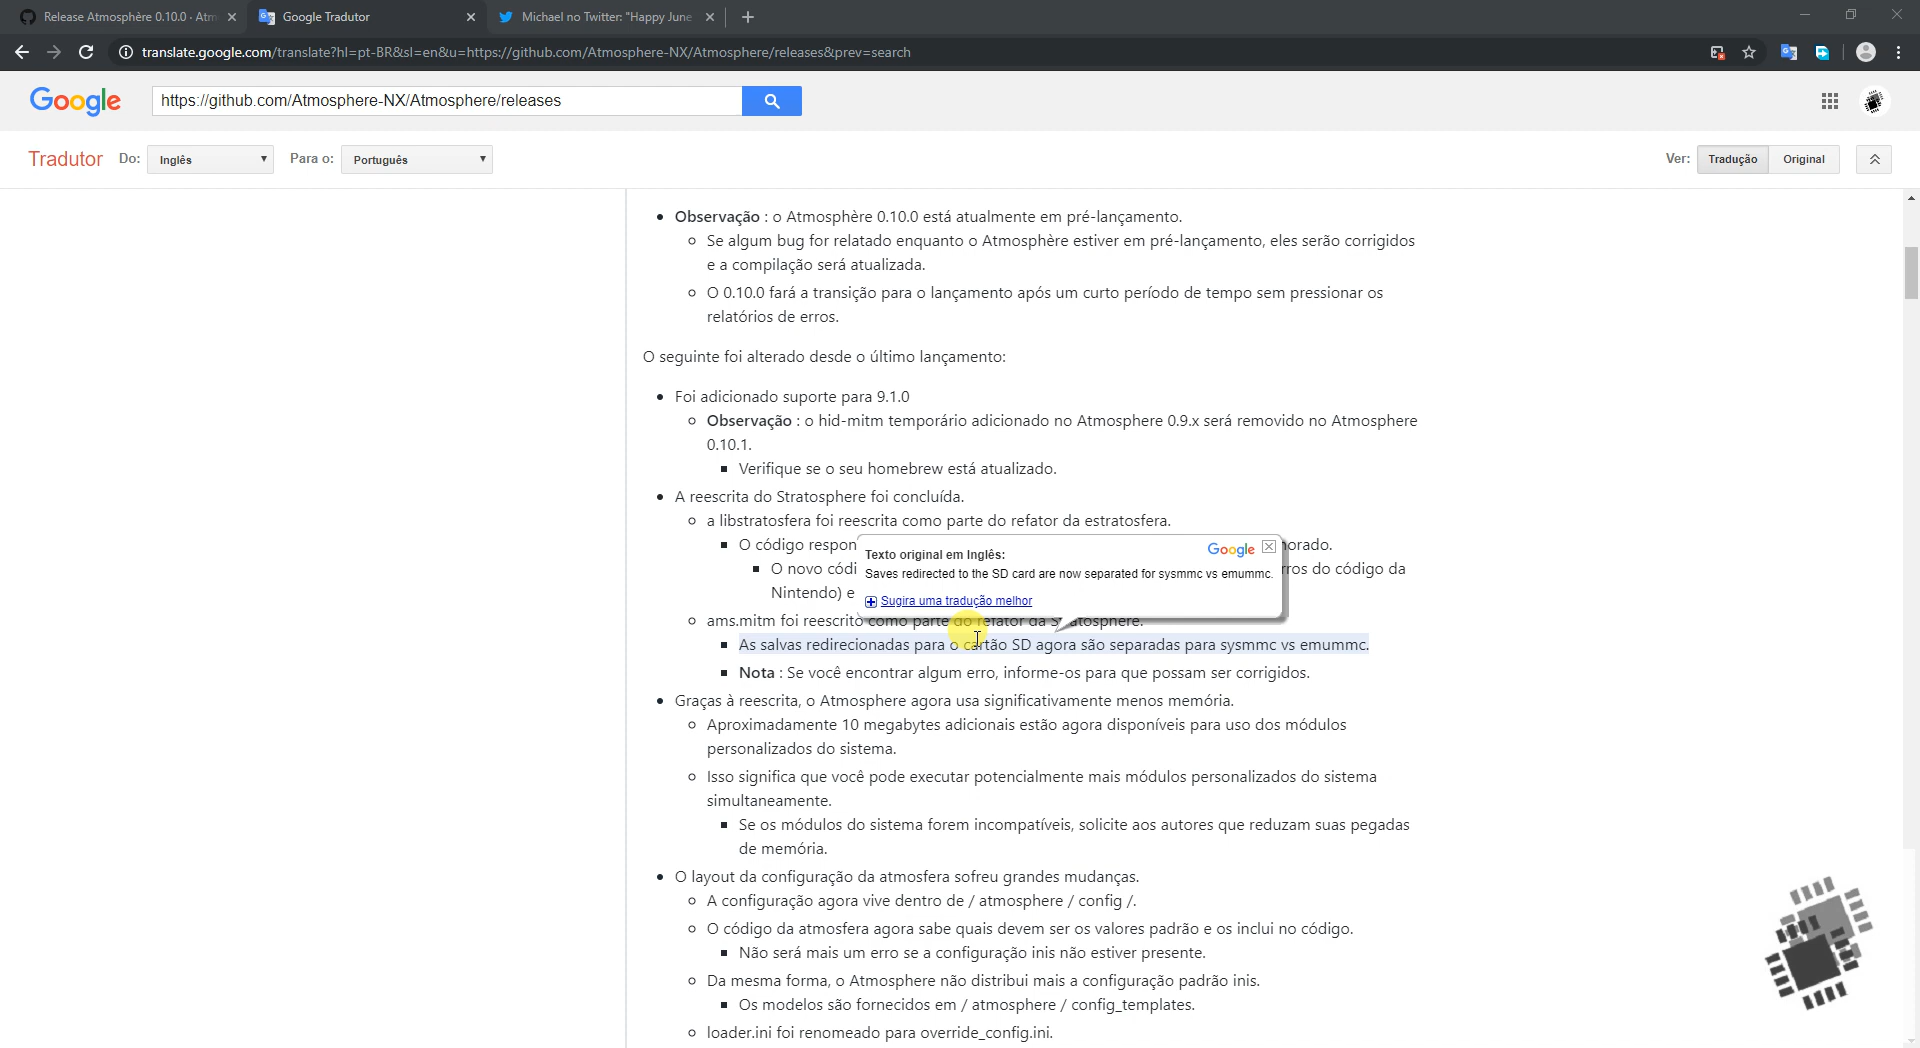 Release Atmosphère 0.10.0 · Atm
Google Tradutor
Michael no Twitter: "Happy June
translate.google.com/translate?hl=pt-BR&sl=en&u=https://github.com/Atmosphere-NX/Atmosphere/releases&prev=search
Google
https://github.com/Atmosphere-NX/Atmosphere/releases
Tradutor
Do:
Inglês
Para o:
Português
Ver:
Tradução
Original
Observação : o Atmosphère 0.10.0 está atualmente em pré-lançamento.
Se algum bug for relatado enquanto o Atmosphère estiver em pré-lançamento, eles serão corrigidos
e a compilação será atualizada.
O 0.10.0 fará a transição para o lançamento após um curto período de tempo sem pressionar os
relatórios de erros.
O seguinte foi alterado desde o último lançamento:
Foi adicionado suporte para 9.1.0
Observação : o hid-mitm temporário adicionado no Atmosphere 0.9.x será removido no Atmosphere
0.10.1.
Verifique se o seu homebrew está atualizado.
A reescrita do Stratosphere foi concluída.
a libstratosfera foi reescrita como parte do refator da estratosfera.
O código respon
horado.
O novo códi
rros do código da
Nintendo) e
Texto original em Inglês:
Google
Saves redirected to the SD card are now separated for sysmmc vs emummc.
Sugira uma tradução melhor
ams.mitm foi reescrito como parte do refator da Stratosphere.
As salvas redirecionadas para o cartão SD agora são separadas para sysmmc vs emummc.
Nota : Se você encontrar algum erro, informe-os para que possam ser corrigidos.
Graças à reescrita, o Atmosphere agora usa significativamente menos memória.
Aproximadamente 10 megabytes adicionais estão agora disponíveis para uso dos módulos
personalizados do sistema.
Isso significa que você pode executar potencialmente mais módulos personalizados do sistema
simultaneamente.
Se os módulos do sistema forem incompatíveis, solicite aos autores que reduzam suas pegadas
de memória.
O layout da configuração da atmosfera sofreu grandes mudanças.
A configuração agora vive dentro de / atmosphere / config /.
O código da atmosfera agora sabe quais devem ser os valores padrão e os inclui no código.
Não será mais um erro se a configuração inis não estiver presente.
Da mesma forma, o Atmosphere não distribui mais a configuração padrão inis.
Os modelos são fornecidos em / atmosphere / config_templates.
loader.ini foi renomeado para override_config.ini.